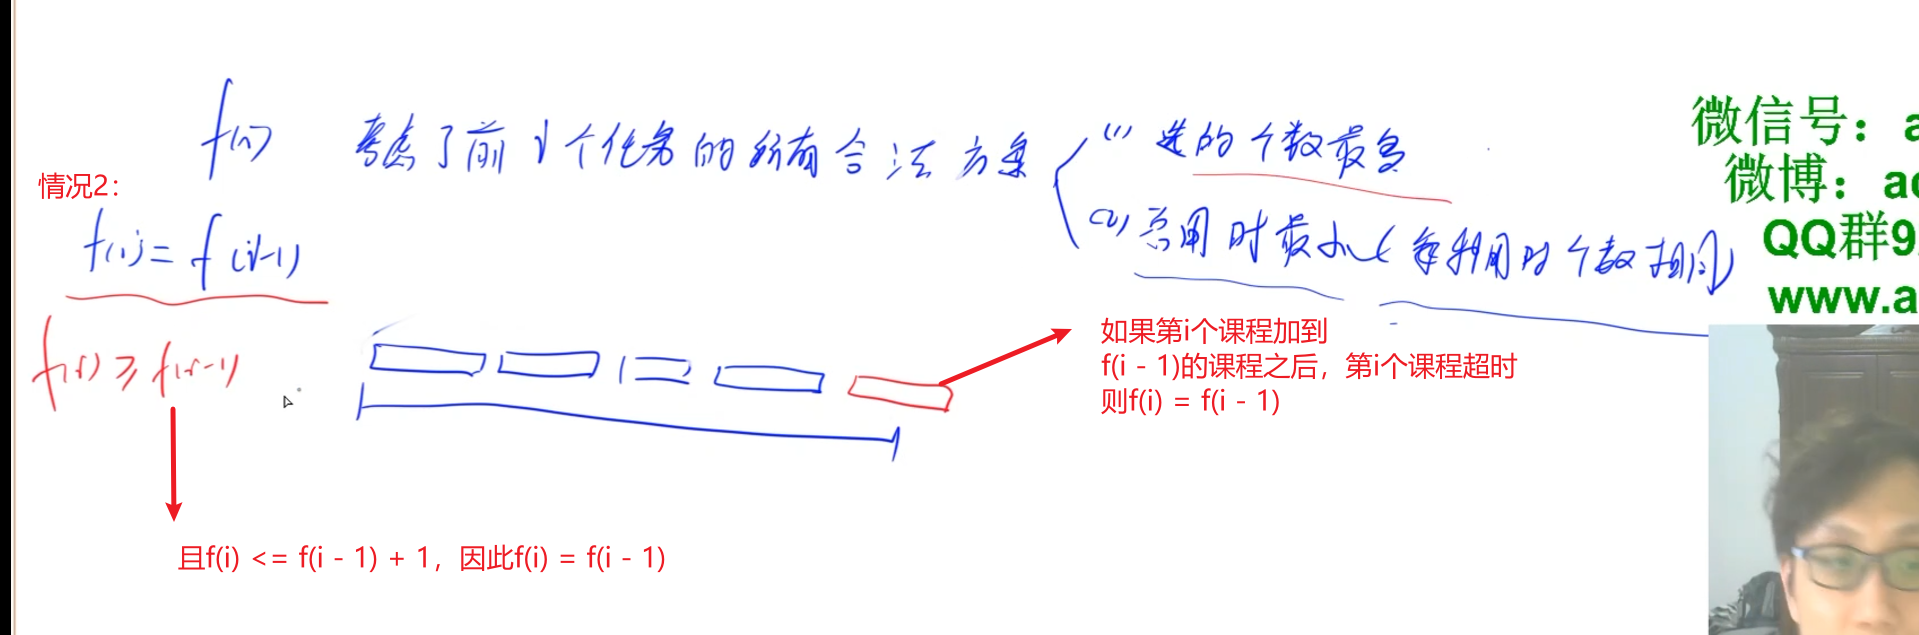 f(i) 考虑了前i个任务的所有合法方案
(1) 选的个数最多
(2) 总用时最小(每种用时个数相同)
微信号：a
微博：ac
QQ群9
www.a
情况2：
f(i) = f(i-1)
f(i) ≥ f(i-1)
如果第i个课程加到
f(i - 1)的课程之后，第i个课程超时
则f(i) = f(i - 1)
且f(i) <= f(i - 1) + 1，因此f(i) = f(i - 1)